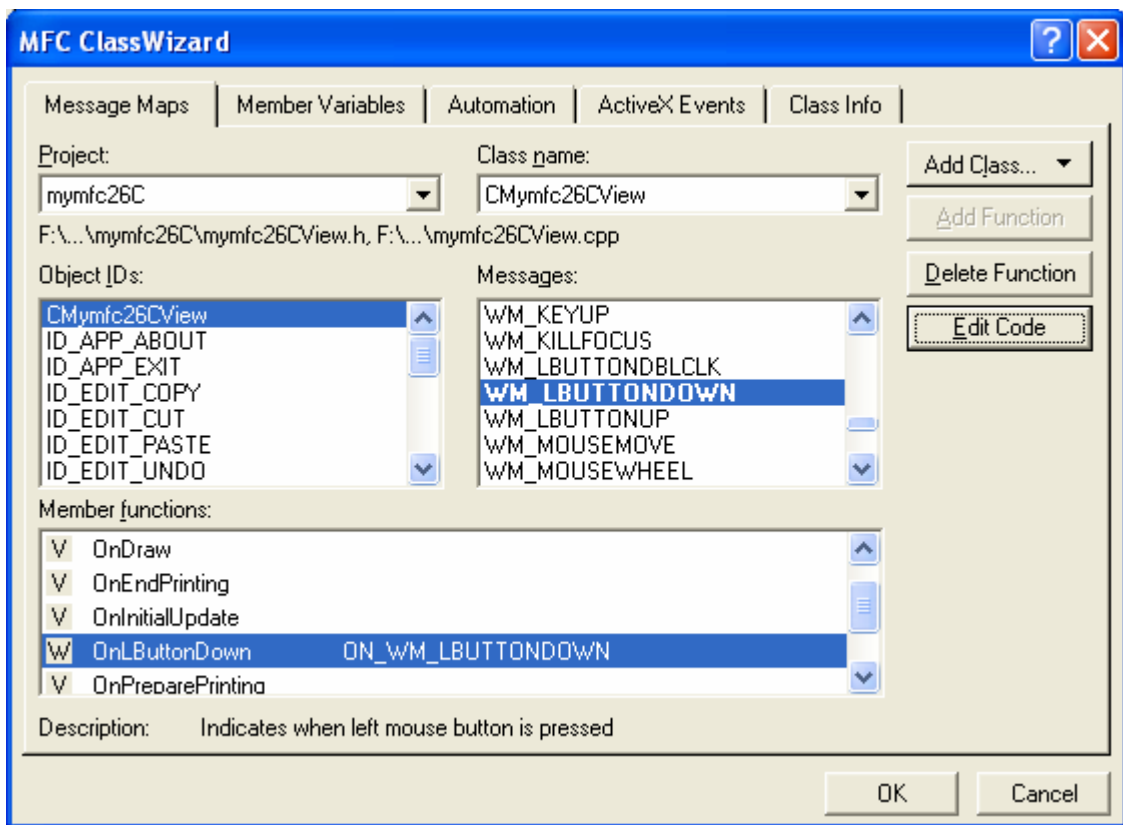 MFC ClassWizard
Message Maps Member Variables Automation ActiveX Events Class Info
Project: Class name:
Add Class...
mymfc26C CMymfc26CView
Add Function
F:\...\mymfc26C\mymfc26CView.h, F:\...\mymfc26CView.cpp
Object IDs: Messages:
Delete Function
CMymfc26CView WM_KEYUP
Edit Code
ID_APP_ABOUT WM_KILLFOCUS
ID_APP_EXIT WM_LBUTTONDBLCLK
ID_EDIT_COPY WM_LBUTTONDOWN
ID_EDIT_CUT WM_LBUTTONUP
ID_EDIT_PASTE WM_MOUSEMOVE
ID_EDIT_UNDO WM_MOUSEWHEEL
Member functions:
V OnDraw
V OnEndPrinting
V OnInitialUpdate
W OnLButtonDown ON_WM_LBUTTONDOWN
V OnPreparePrinting
Description: Indicates when left mouse button is pressed
OK Cancel